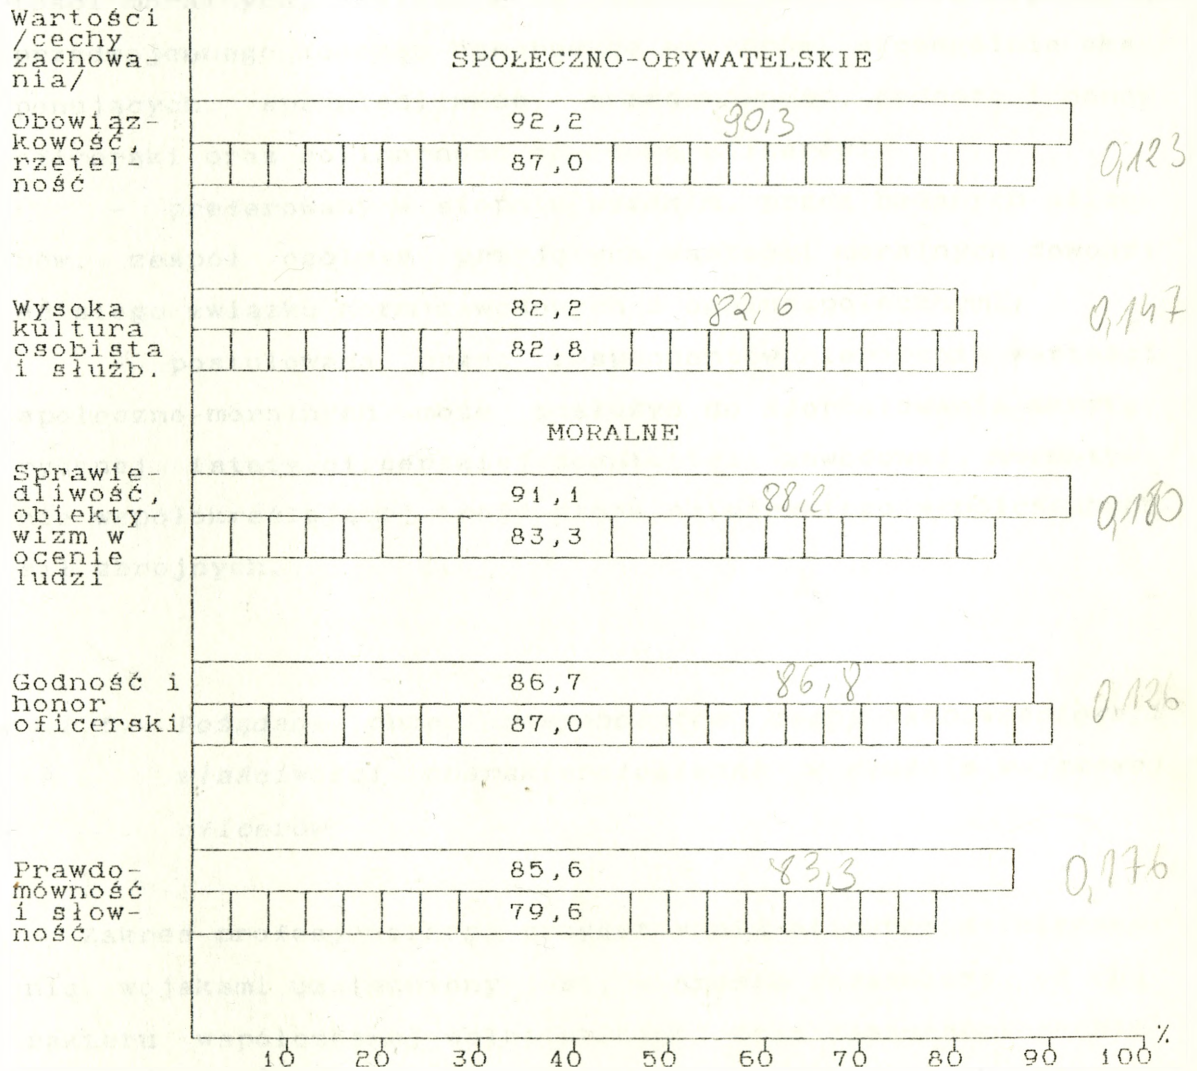 Wartości
/cechy
zachowa-
nia/
SPOŁECZNO-OBYWATELSKIE
Obowiąz-
kowość,
rzetel-
ność
92,2 90,3
87,0
0,123
Wysoka
kultura
osobista
i służb.
82,2 82,6
82,8
0,147
MORALNE
Sprawie-
dliwość,
obiekty-
wizm w
ocenie
ludzi
91,1 88,2
83,3
0,180
Godność i
honor
oficerski
86,7 86,8
87,0
0,126
Prawdo-
mówność
i słow-
ność
85,6 83,3
79,6
0,176
%
10 20 30 40 50 60 70 80 90 100